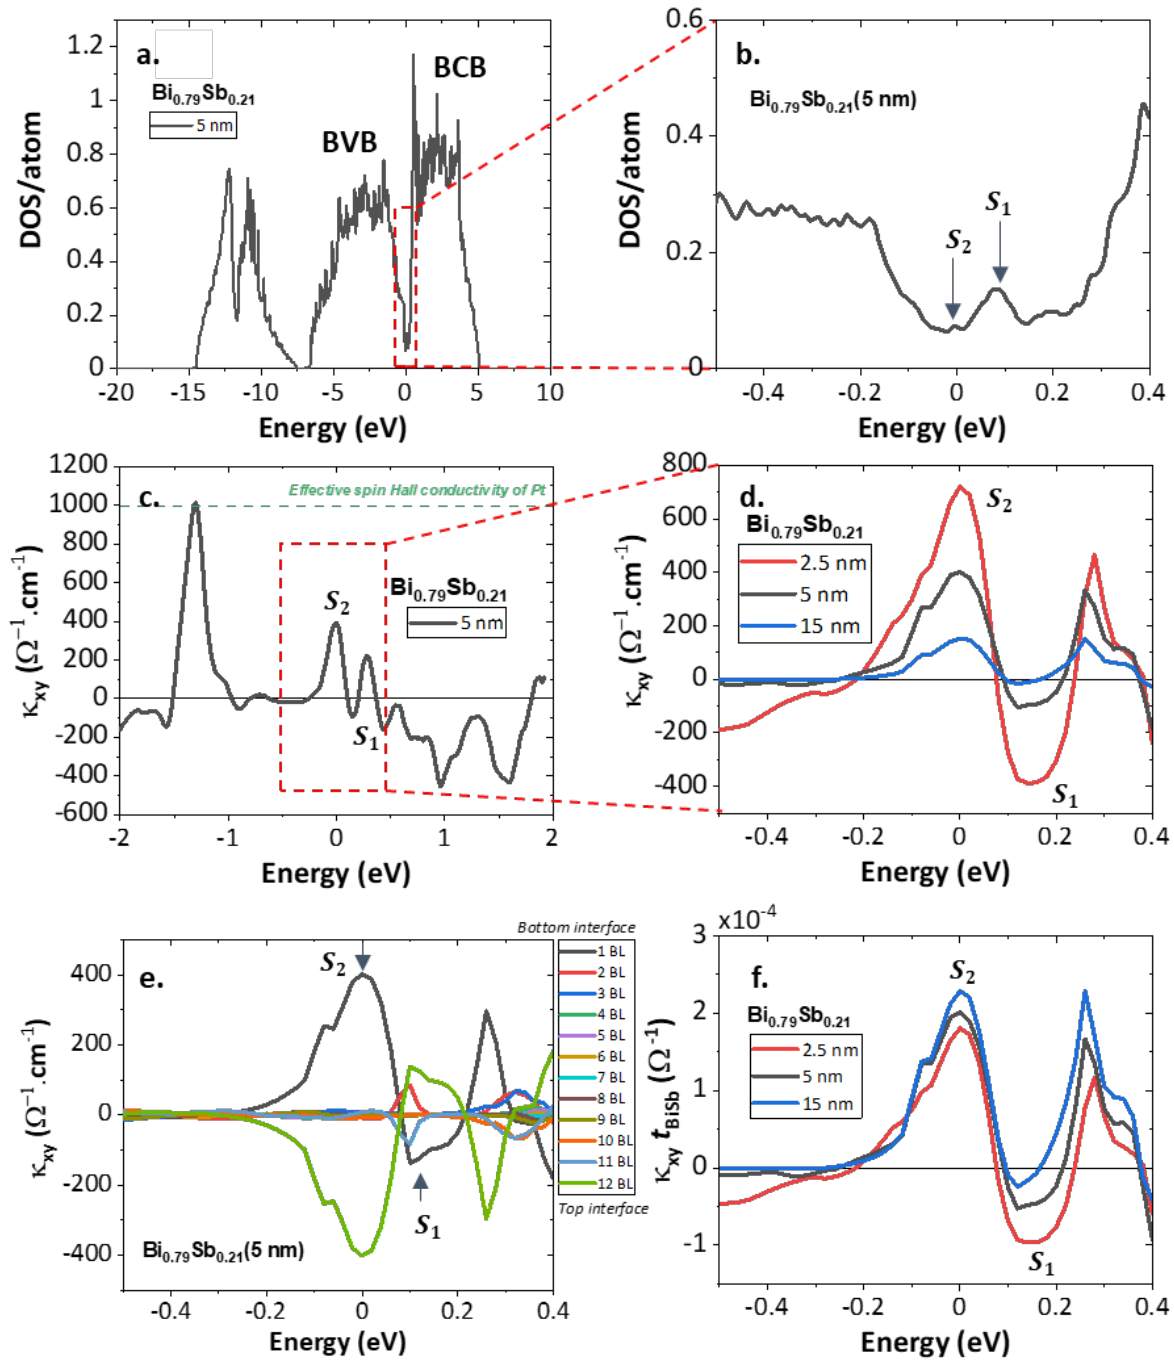 a.
Bi0.79Sb0.21
5 nm
BVB
BCB
DOS/atom
0
0.2
0.4
0.6
0.8
1
1.2
-20 -15 -10 -5 0 5 10
Energy (eV)
b.
Bi0.79Sb0.21(5 nm)
S2
S1
DOS/atom
0
0.2
0.4
0.6
-0.4 -0.2 0 0.2 0.4
Energy (eV)
c.
Effective spin Hall conductivity of Pt
Bi0.79Sb0.21
5 nm
S2
S1
κxy (Ω−1.cm-1)
1200
1000
800
600
400
200
0
-200
-400
-600
-2 -1 0 1 2
Energy (eV)
d.
Bi0.79Sb0.21
2.5 nm
5 nm
15 nm
S2
S1
κxy (Ω−1.cm-1)
800
600
400
200
0
-200
-400
-0.4 -0.2 0 0.2 0.4
Energy (eV)
e.
S2
S1
Bi0.79Sb0.21(5 nm)
κxy (Ω−1.cm-1)
400
200
0
-200
-400
-0.4 -0.2 0 0.2 0.4
Energy (eV)
Bottom interface
1 BL
2 BL
3 BL
4 BL
5 BL
6 BL
7 BL
8 BL
9 BL
10 BL
11 BL
12 BL
Top interface
f.
x10-4
Bi0.79Sb0.21
2.5 nm
5 nm
15 nm
S2
S1
κxy tBiSb (Ω-1)
3
2
1
0
-1
-0.4 -0.2 0 0.2 0.4
Energy (eV)